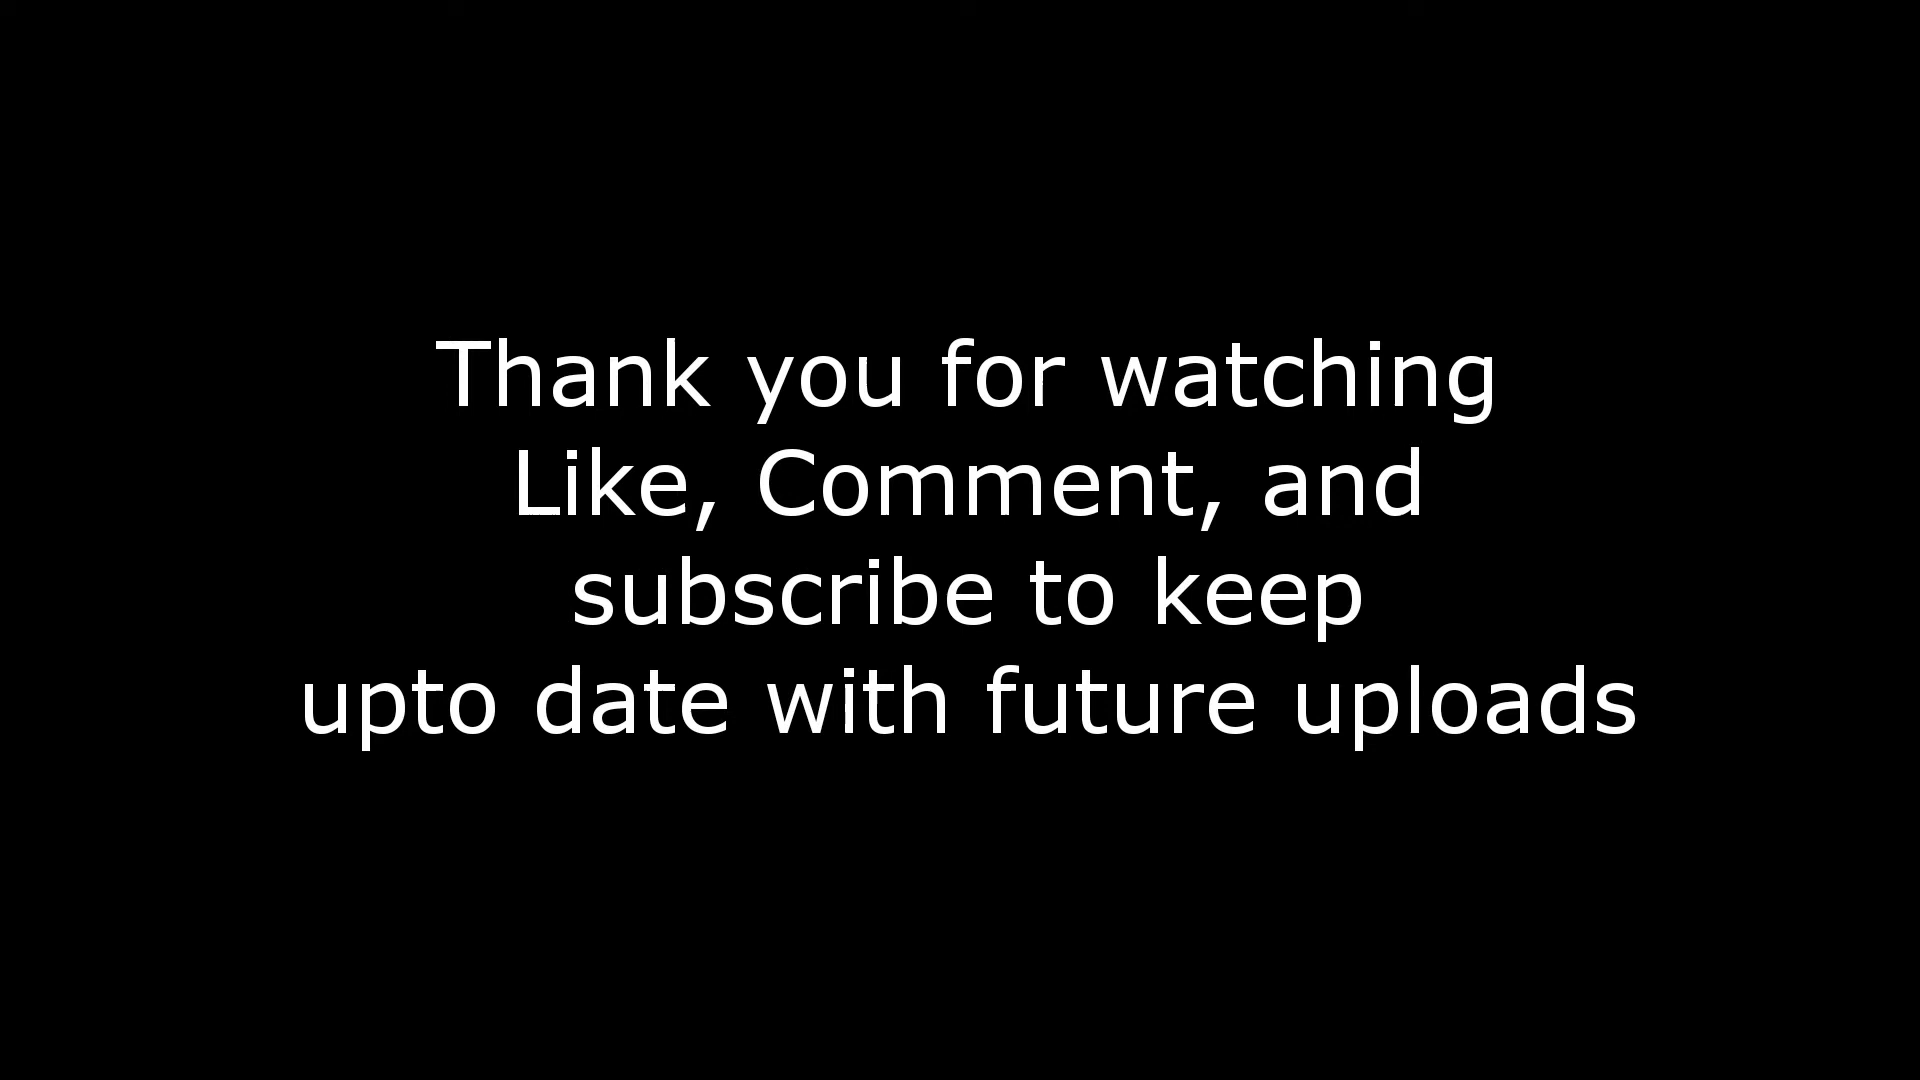 Thank you for watching
Like, Comment, and
subscribe to keep
upto date with future uploads